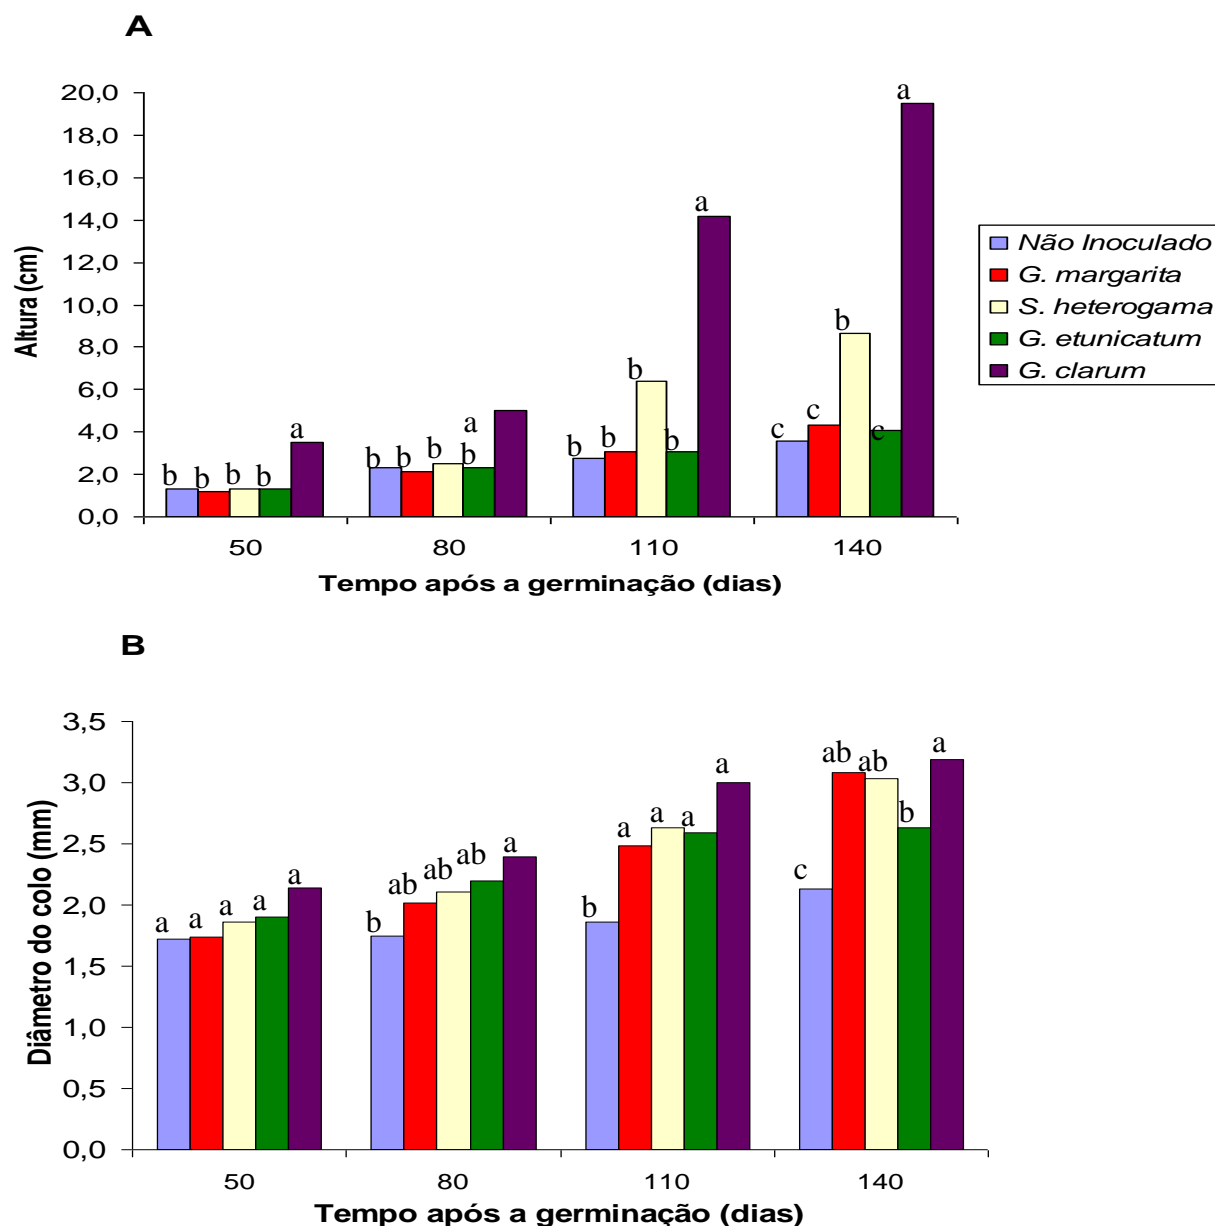 A
20,0
18,0
16,0
14,0
12,0
10,0
8,0
6,0
4,0
2,0
0,0
Altura (cm)
b b b b a
b b b b a
b b b b a
c c b c a
50 80 110 140
Tempo após a germinação (dias)
Não Inoculado
G. margarita
S. heterogama
G. etunicatum
G. clarum
B
3,5
3,0
2,5
2,0
1,5
1,0
0,5
0,0
Diâmetro do colo (mm)
a a a a a
b ab ab ab a
b a a a a
c ab ab b a
50 80 110 140
Tempo após a germinação (dias)